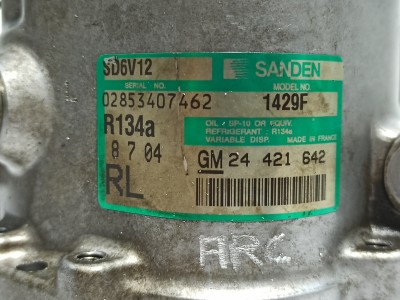 SD6V12
SANDEN
SERIAL NO.
MODEL NO.
02853407462
1429F
R134a
OIL / SP-10 OR EQUIV.
REFRIGERANT : R134a
VARIABLE DISP. MADE IN FRANCE
8 7 04
GM 24 421 642
RL
ARC